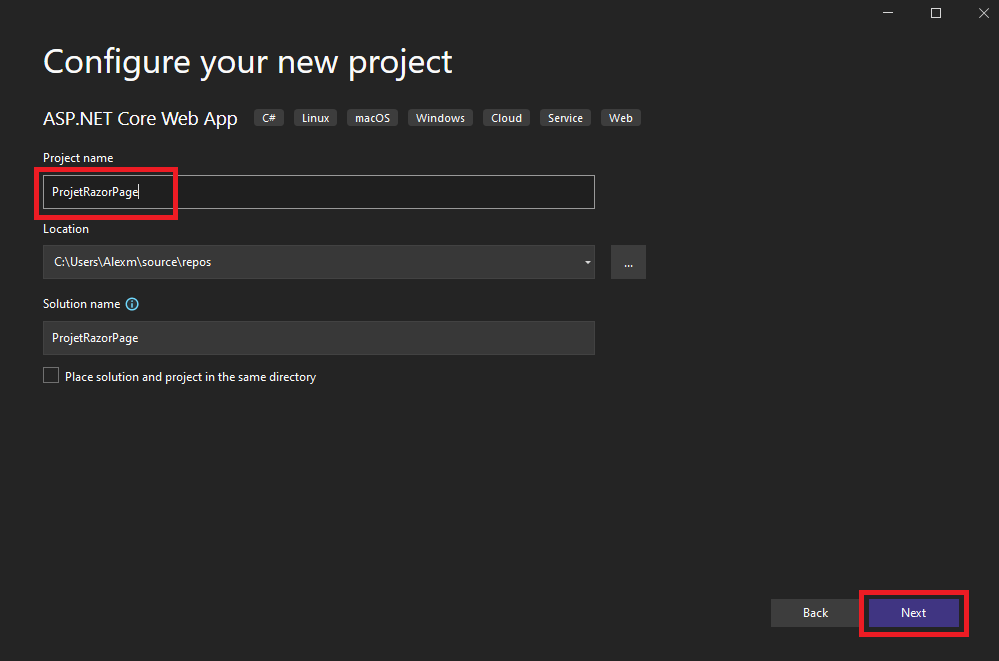 Configure your new project
ASP.NET Core Web App C# Linux macOS Windows Cloud Service Web
Project name
ProjetRazorPage
Location
C:\Users\Alexm\source\repos ...
Solution name
ProjetRazorPage
Place solution and project in the same directory
Back Next